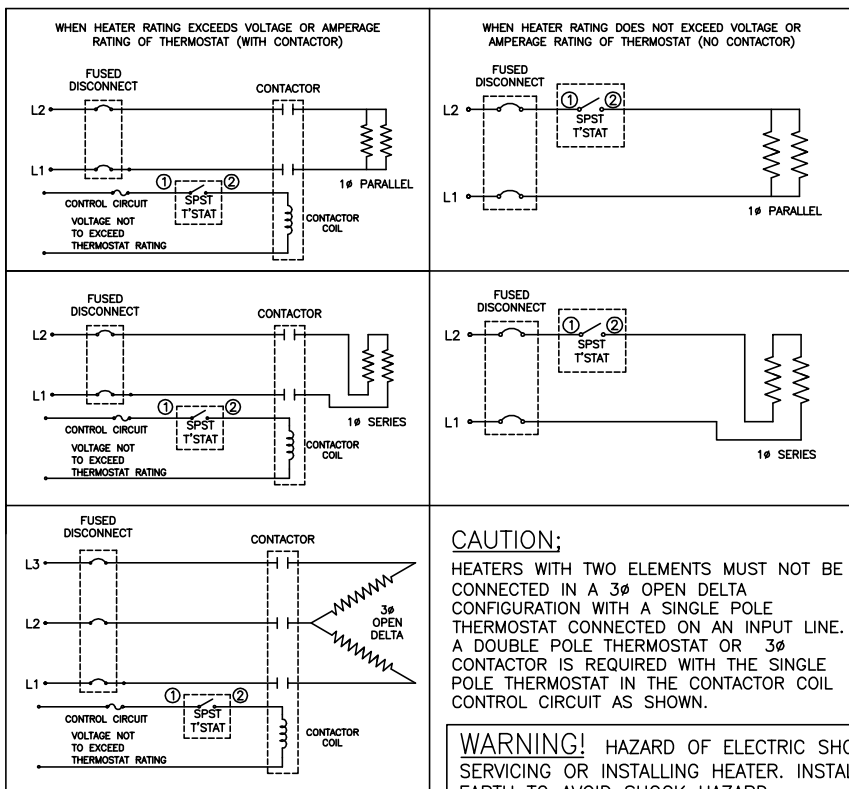 WHEN HEATER RATING EXCEEDS VOLTAGE OR AMPERAGE
RATING OF THERMOSTAT (WITH CONTACTOR)
FUSED
DISCONNECT
CONTACTOR
L2
L1
1ø PARALLEL
① ②
SPST
T'STAT
CONTROL CIRCUIT
VOLTAGE NOT
TO EXCEED
THERMOSTAT RATING
CONTACTOR
COIL
WHEN HEATER RATING DOES NOT EXCEED VOLTAGE OR
AMPERAGE RATING OF THERMOSTAT (NO CONTACTOR)
FUSED
DISCONNECT
L2
① ②
SPST
T'STAT
L1
1ø PARALLEL
FUSED
DISCONNECT
CONTACTOR
L2
L1
1ø SERIES
① ②
SPST
T'STAT
CONTROL CIRCUIT
VOLTAGE NOT
TO EXCEED
THERMOSTAT RATING
CONTACTOR
COIL
FUSED
DISCONNECT
L2
① ②
SPST
T'STAT
L1
1ø SERIES
FUSED
DISCONNECT
CONTACTOR
L3
L2
3ø
OPEN
DELTA
L1
① ②
SPST
T'STAT
CONTROL CIRCUIT
VOLTAGE NOT
TO EXCEED
THERMOSTAT RATING
CONTACTOR
COIL
CAUTION;
HEATERS WITH TWO ELEMENTS MUST NOT BE
CONNECTED IN A 3ø OPEN DELTA
CONFIGURATION WITH A SINGLE POLE
THERMOSTAT CONNECTED ON AN INPUT LINE.
A DOUBLE POLE THERMOSTAT OR 3ø
CONTACTOR IS REQUIRED WITH THE SINGLE
POLE THERMOSTAT IN THE CONTACTOR COIL
CONTROL CIRCUIT AS SHOWN.
WARNING! HAZARD OF ELECTRIC
SERVICING OR INSTALLING HEATER.
EARTH TO AVOID SHOCK HAZARD